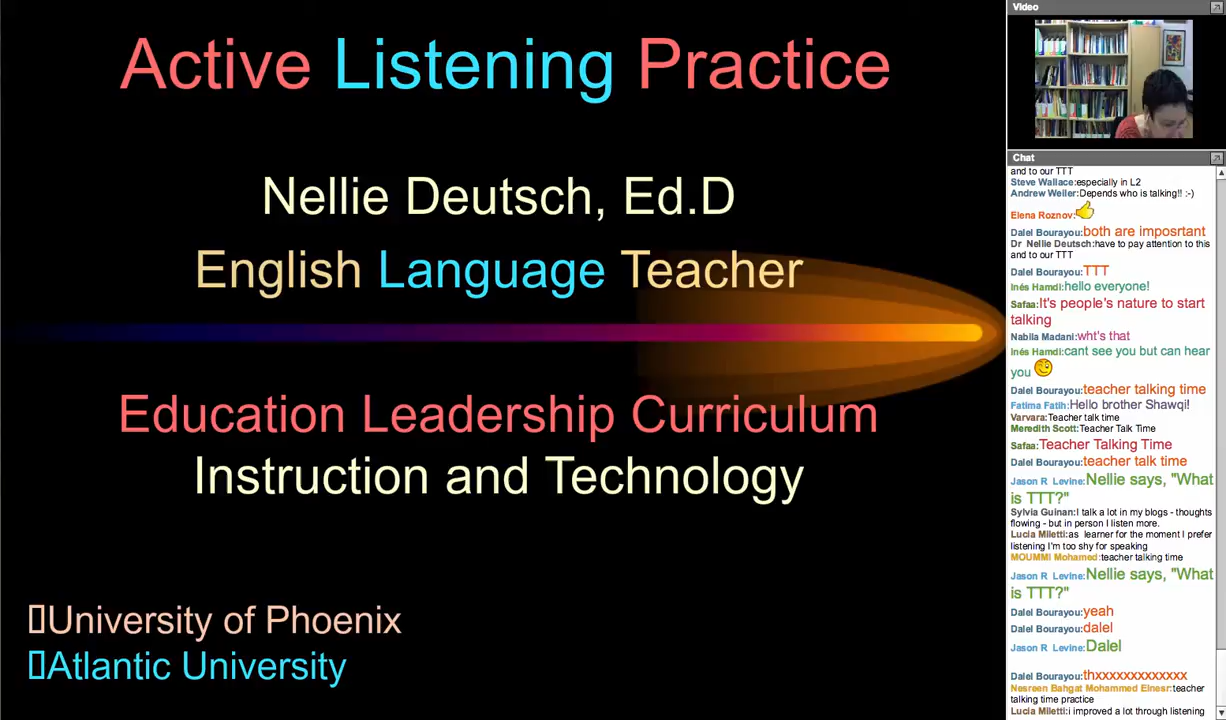 Active Listening Practice
Nellie Deutsch, Ed.D
English Language Teacher
Education Leadership Curriculum
Instruction and Technology
University of Phoenix
Atlantic University
Video
Chat
and to our TTT
Steve Wallace:especially in L2
Andrew Weiler:Depends who is talking!! :-)
Elena Roznov:
Dalel Bourayou:both are imposrtant
Dr Nellie Deutsch:have to pay attention to this
and to our TTT
Dalel Bourayou:TTT
Inés Hamdi:hello everyone!
Safaa:It's people's nature to start
talking
Nabila Madani:wht's that
Inés Hamdi:cant see you but can hear
you
Dalel Bourayou:teacher talking time
Fatima Fatih:Hello brother Shawqi!
Varvara:Teacher talk time
Meredith Scott:Teacher Talk Time
Safaa:Teacher Talking Time
Dalel Bourayou:teacher talk time
Jason R Levine:Nellie says, "What
is TTT?"
Sylvia Guinan:I talk a lot in my blogs - thoughts
flowing - but in person I listen more.
Lucia Miletti:as learner for the moment I prefer
listening I'm too shy for speaking
MOUMMI Mohamed:teacher talking time
Jason R Levine:Nellie says, "What
is TTT?"
Dalel Bourayou:yeah
Dalel Bourayou:dalel
Jason R Levine:Dalel
Dalel Bourayou:thxxxxxxxxxxxxx
Nesreen Bahgat Mohammed Elnesr:teacher
talking time practice
Lucia Miletti:i improved a lot through listening